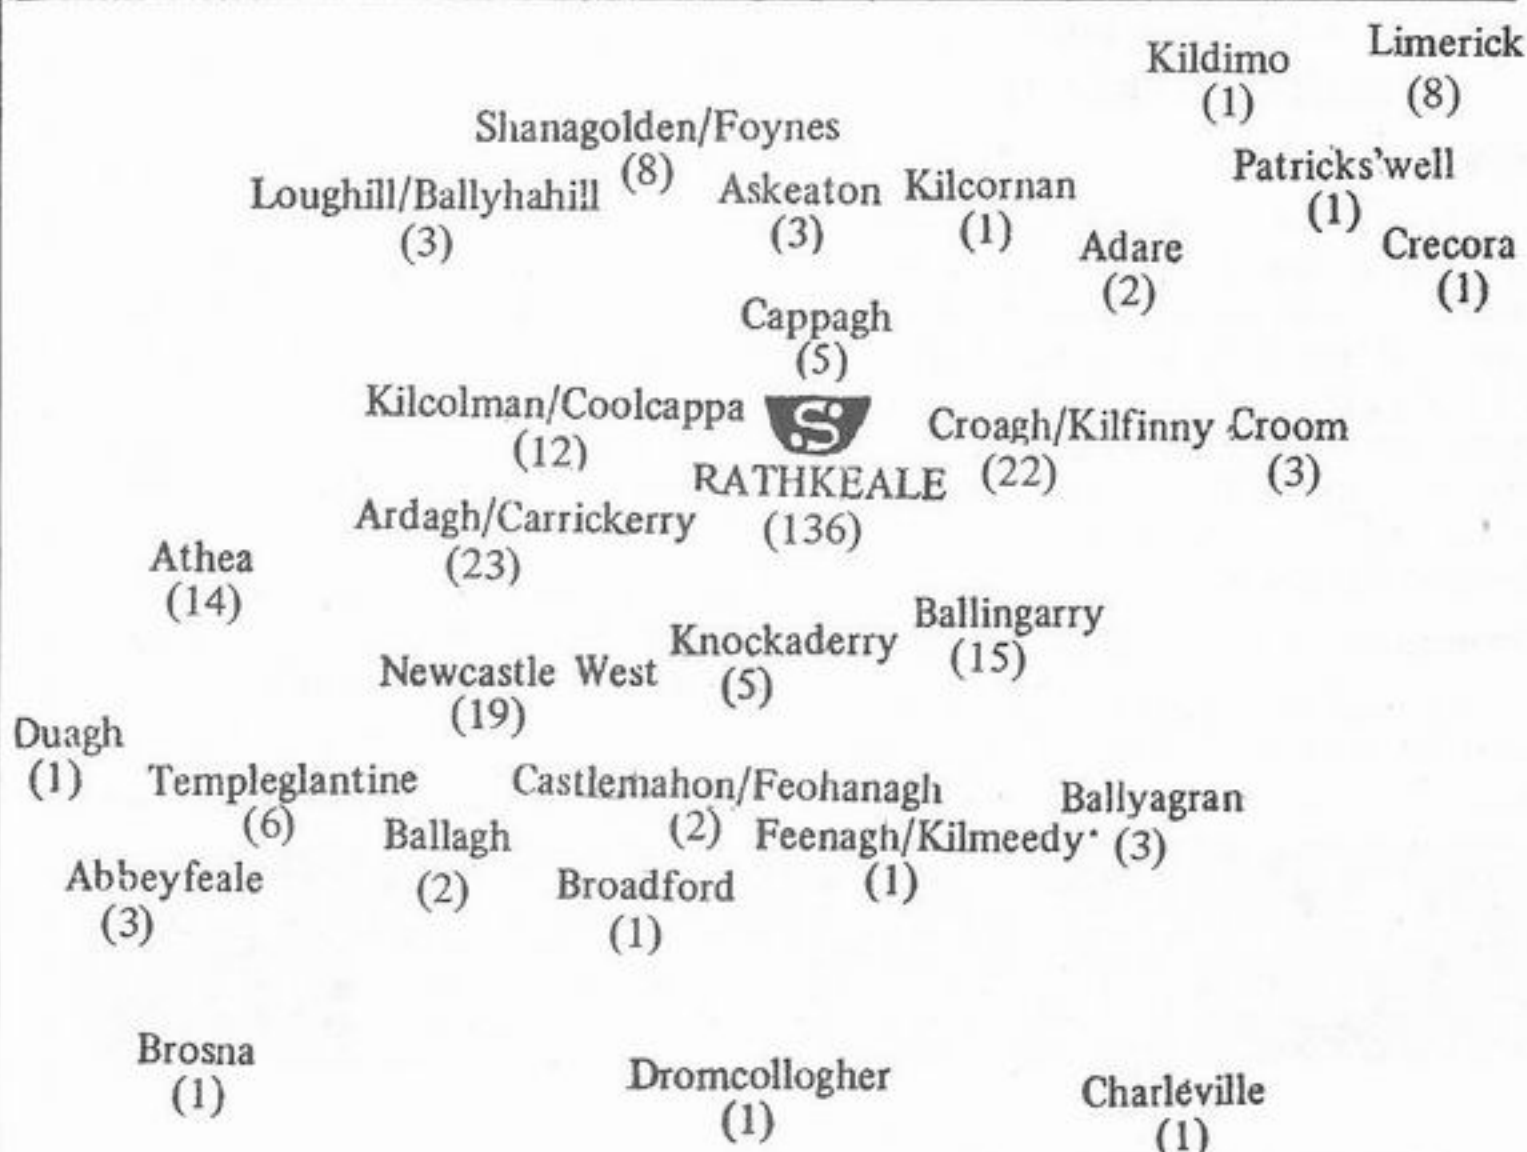 Limerick
(8)
Kildimo
(1)
Shanagolden/Foynes
(8)
Patricks'well
(1)
Loughill/Ballyhahill
(3)
Askeaton
(3)
Kilcornan
(1)
Adare
(2)
Crecora
(1)
Cappagh
(5)
Kilcolman/Coolcappa
(12)
S
RATHKEALE
(136)
Croagh/Kilfinny
(22)
Croom
(3)
Ardagh/Carrickerry
(23)
Athea
(14)
Ballingarry
(15)
Knockaderry
(5)
Newcastle West
(19)
Duagh
(1)
Templeglantine
(6)
Castlemahon/Feohanagh
(2)
Ballyagran
(3)
Ballagh
(2)
Feenagh/Kilmeedy
(1)
Abbeyfeale
(3)
Broadford
(1)
Brosna
(1)
Dromcollogher
(1)
Charleville
(1)